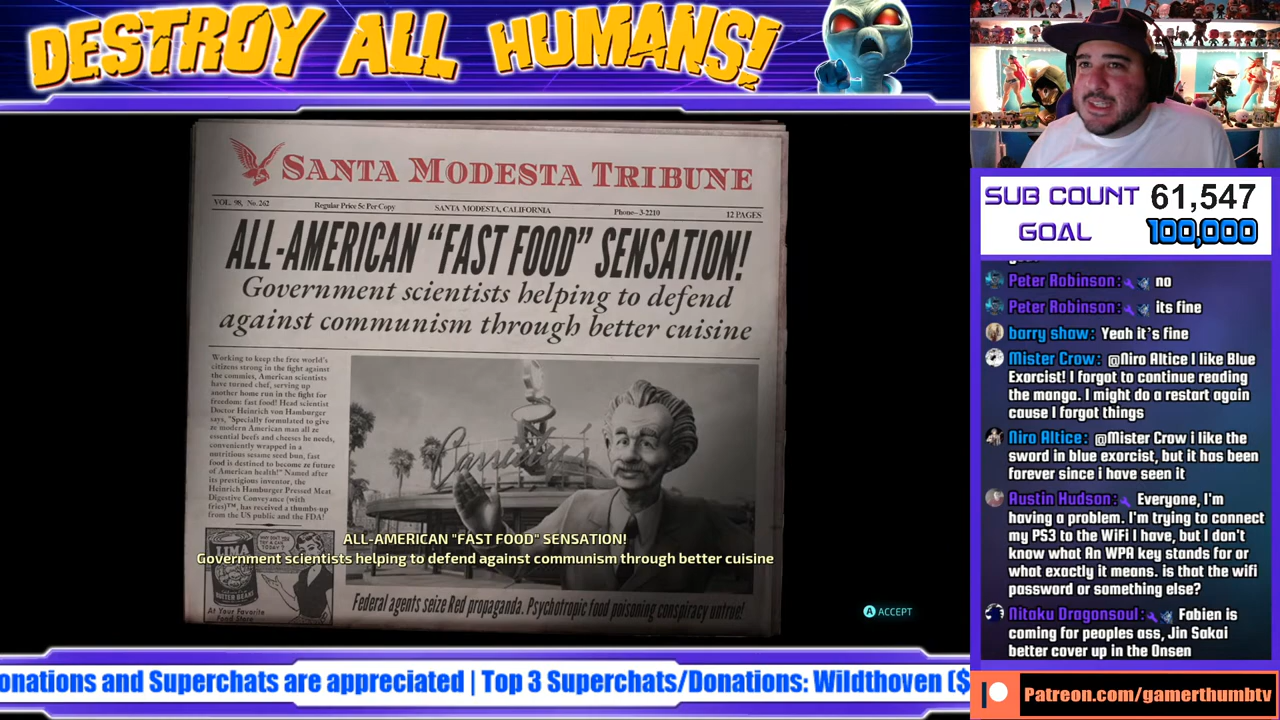 DESTROY ALL HUMANS!
SANTA MODESTA TRIBUNE
VOL. 98, No. 262 Regular Price 5c Per Copy SANTA MODESTA, CALIFORNIA Phone-3-2210 12 PAGES
ALL-AMERICAN "FAST FOOD" SENSATION!
Government scientists helping to defend
against communism through better cuisine
Working to keep the free world's
citizens strong in the fight against
the commies, American scientists
have turned chef, serving up
another home run in the fight for
freedom: fast food! Head scientist
Doctor Heinrich von Hamburger
says, "Specially formulated to give
ze modern American man all ze
essential beefs and cheeses he needs,
conveniently wrapped in a
nutritious sesame seed bun, fast
food is destined to become ze future
of American health!" Named after
its prestigious inventor, the
Heinrich Hamburger Pressed Meat
Digestive Conveyance (with
fries)™, has received a thumbs-up
from the US public and the FDA!
LIMA
BUTTER BEANS
At Your Favorite
Food Store
ALL-AMERICAN "FAST FOOD" SENSATION!
Government scientists helping to defend against communism through better cuisine
Federal agents seize Red propaganda. Psychotropic food poisoning conspiracy untrue!
A ACCEPT
onations and Superchats are appreciated | Top 3 Superchats/Donations: Wildthoven ($
SUB COUNT 61,547
GOAL 100,000
Peter Robinson: no
Peter Robinson: its fine
barry shaw: Yeah it's fine
Mister Crow: @Niro Altice I like Blue
Exorcist! I forgot to continue reading
the manga. I might do a restart again
cause I forgot things
Niro Altice: @Mister Crow i like the
sword in blue exorcist, but it has been
forever since i have seen it
Austin Hudson: Everyone, I'm
having a problem. I'm trying to connect
my PS3 to the WiFi I have, but I don't
know what An WPA key stands for or
what exactly it means. is that the wifi
password or something else?
Nitaku Dragonsoul: Fabien is
coming for peoples ass, Jin Sakai
better cover up in the Onsen
Patreon.com/gamerthumbtv